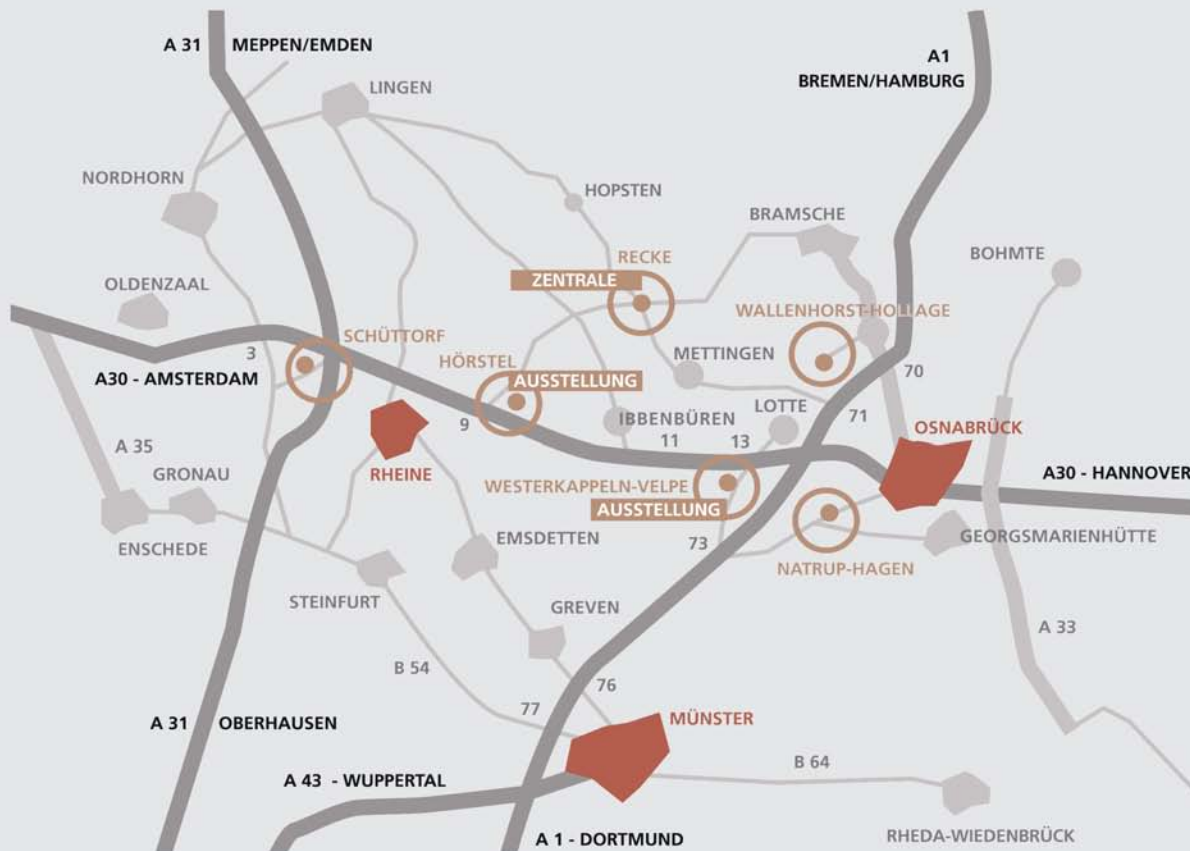 A 31 MEPPEN/EMDEN
A1
BREMEN/HAMBURG
LINGEN
NORDHORN
HOPSTEN
BRAMSCHE
BOHMTE
RECKE
ZENTRALE
OLDENZAAL
WALLENHORST-HOLLAGE
SCHÜTTORF
3
HÖRSTEL
METTINGEN
A30 - AMSTERDAM
AUSSTELLUNG
70
9
IBBENBÜREN
LOTTE
71
11
13
OSNABRÜCK
A 35
GRONAU
RHEINE
WESTERKAPPELN-VELPE
A30 - HANNOVER
AUSSTELLUNG
ENSCHEDE
EMSDETTEN
73
GEORGSMARIENHÜTTE
NATRUP-HAGEN
STEINFURT
GREVEN
A 33
B 54
76
77
MÜNSTER
A 31 OBERHAUSEN
B 64
A 43 - WUPPERTAL
A 1 - DORTMUND
RHEDA-WIEDENBRÜCK